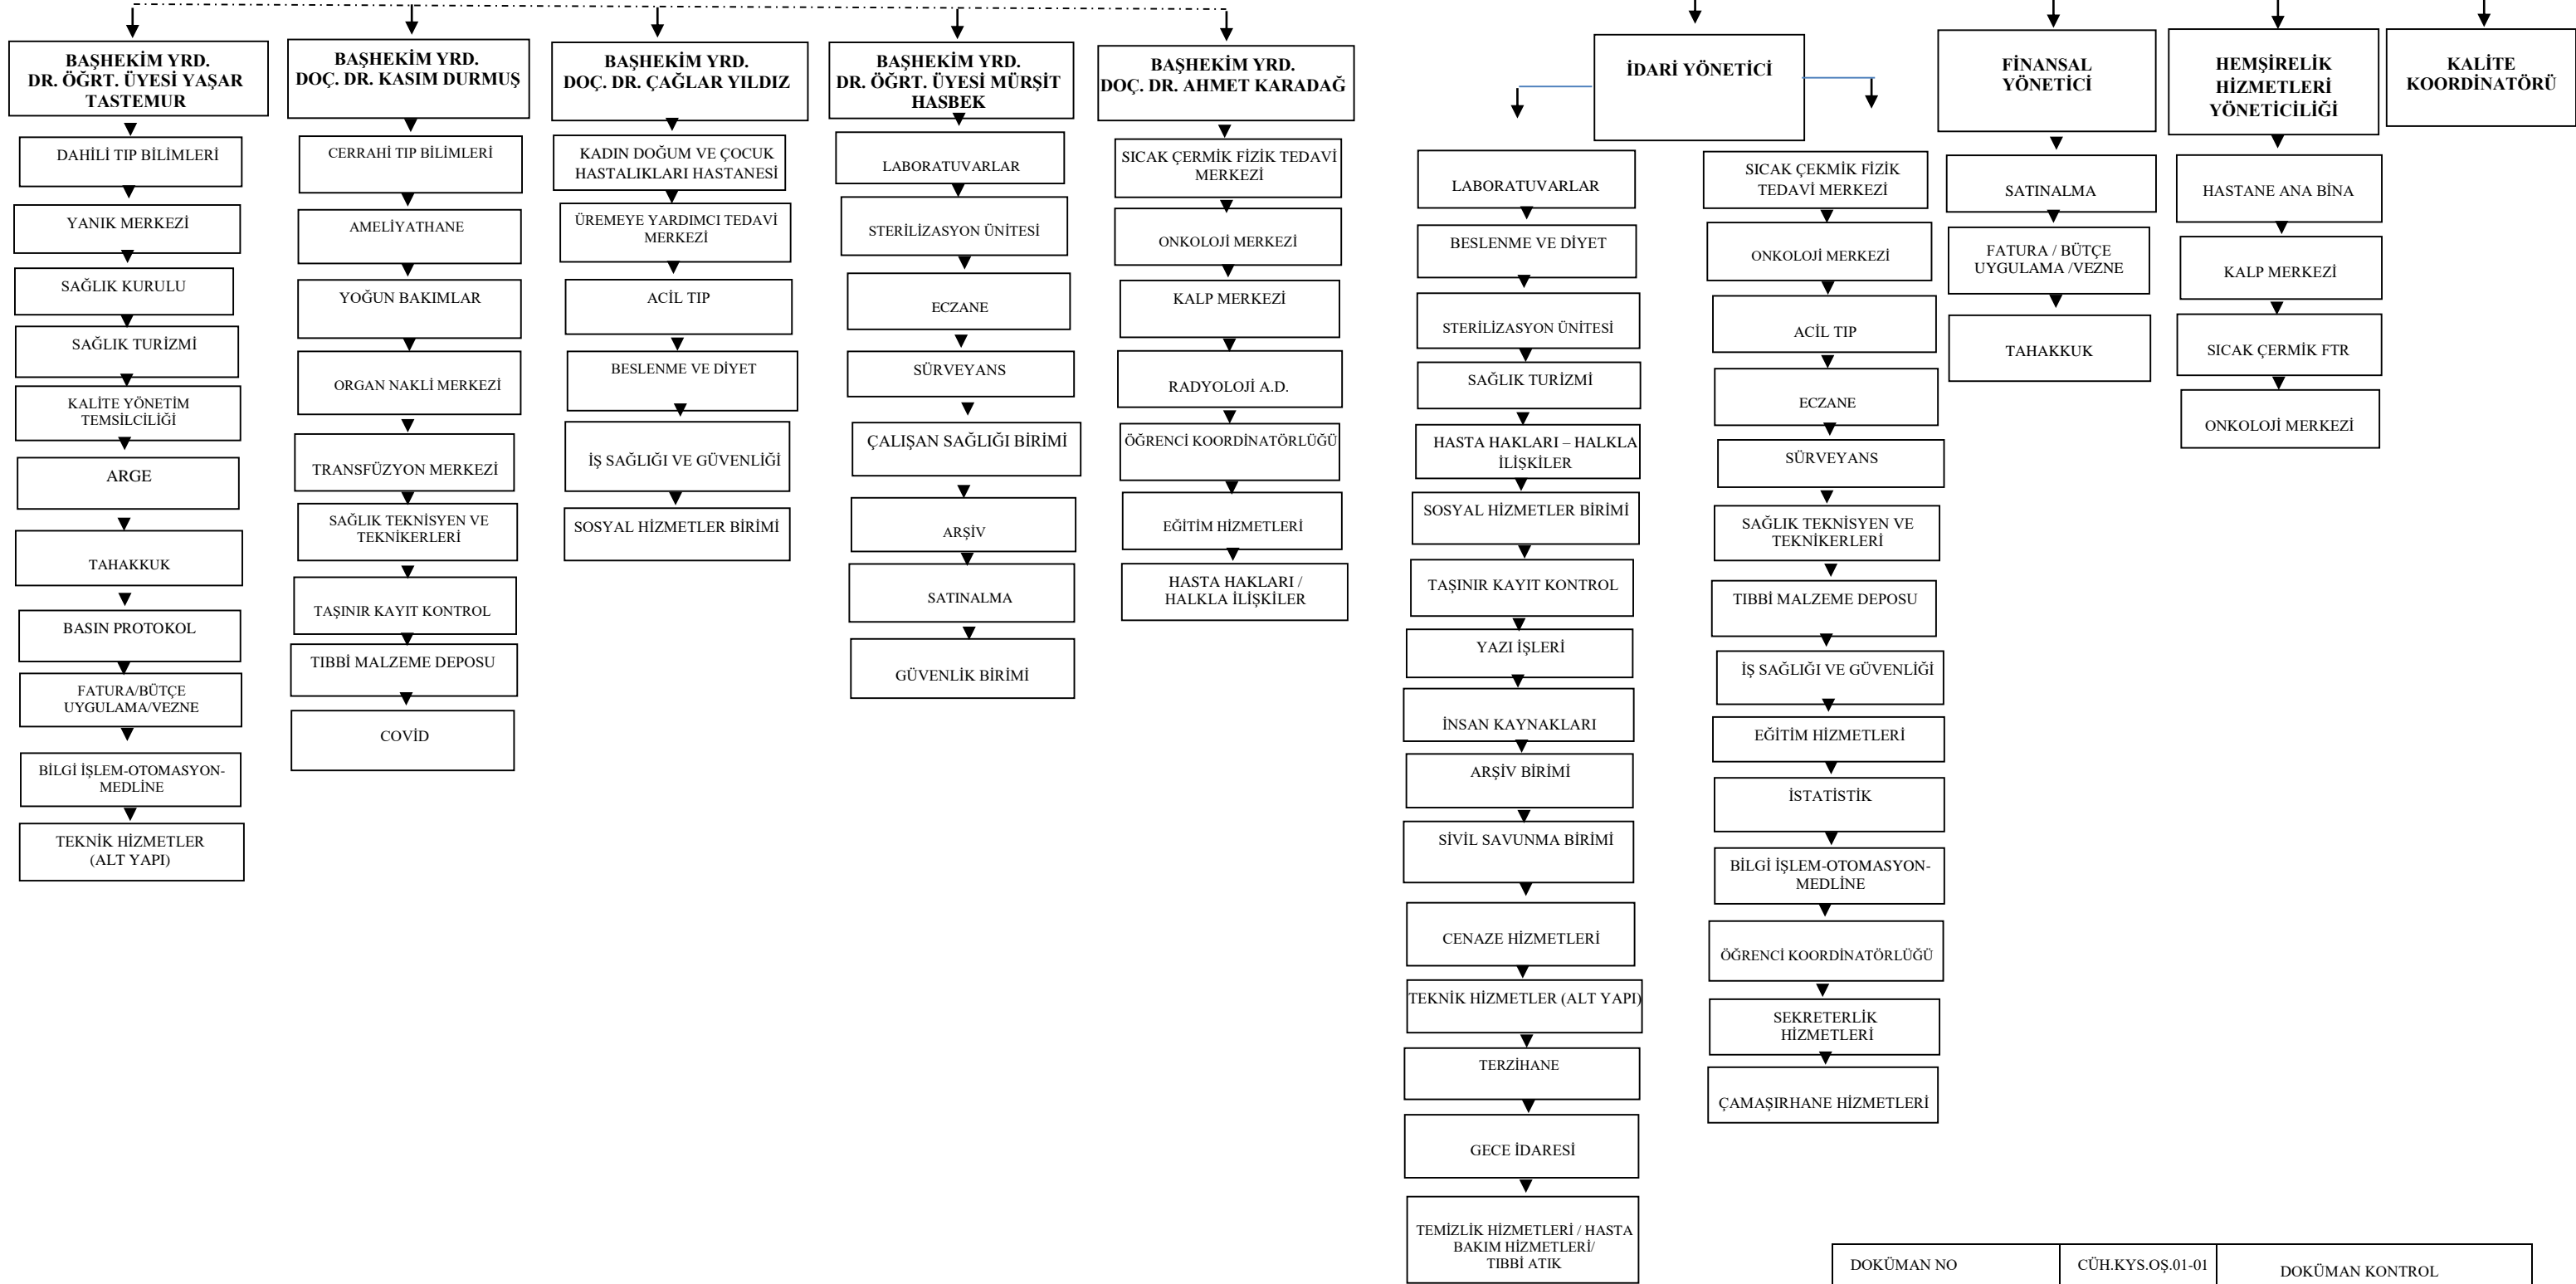 BAŞHEKİM YRD.
DR. ÖĞRT. ÜYESİ YAŞAR
TASTEMUR
DAHİLİ TIP BİLİMLERİ
YANIK MERKEZİ
SAĞLIK KURULU
SAĞLIK TURİZMİ
KALİTE YÖNETİM
TEMSİLCİLİĞİ
ARGE
TAHAKKUK
BASIN PROTOKOL
FATURA/BÜTÇE
UYGULAMA/VEZNE
BİLGİ İŞLEM-OTOMASYON-
MEDLİNE
TEKNİK HİZMETLER
(ALT YAPI)
BAŞHEKİM YRD.
DOÇ. DR. KASIM DURMUŞ
CERRAHİ TIP BİLİMLERİ
AMELİYATHANE
YOĞUN BAKIMLAR
ORGAN NAKLİ MERKEZİ
TRANSFÜZYON MERKEZİ
SAĞLIK TEKNİSYEN VE
TEKNİKERLERİ
TAŞINIR KAYIT KONTROL
TIBBİ MALZEME DEPOSU
COVİD
BAŞHEKİM YRD.
DOÇ. DR. ÇAĞLAR YILDIZ
KADIN DOĞUM VE ÇOCUK
HASTALIKLARI HASTANESİ
ÜREMEYE YARDIMCI TEDAVİ
MERKEZİ
ACİL TIP
BESLENME VE DİYET
İŞ SAĞLIĞI VE GÜVENLİĞİ
SOSYAL HİZMETLER BİRİMİ
BAŞHEKİM YRD.
DR. ÖĞRT. ÜYESİ MÜRŞİT
HASBEK
LABORATUVARLAR
STERİLİZASYON ÜNİTESİ
ECZANE
SÜRVEYANS
ÇALIŞAN SAĞLIĞI BİRİMİ
ARŞİV
SATINALMA
GÜVENLİK BİRİMİ
BAŞHEKİM YRD.
DOÇ. DR. AHMET KARADAĞ
SICAK ÇERMİK FİZİK TEDAVİ
MERKEZİ
ONKOLOJİ MERKEZİ
KALP MERKEZİ
RADYOLOJİ A.D.
ÖĞRENCİ KOORDİNATÖRLÜĞÜ
EĞİTİM HİZMETLERİ
HASTA HAKLARI /
HALKLA İLİŞKİLER
İDARİ YÖNETİCİ
LABORATUVARLAR
BESLENME VE DİYET
STERİLİZASYON ÜNİTESİ
SAĞLIK TURİZMİ
HASTA HAKLARI – HALKLA
İLİŞKİLER
SOSYAL HİZMETLER BİRİMİ
TAŞINIR KAYIT KONTROL
YAZI İŞLERİ
İNSAN KAYNAKLARI
ARŞİV BİRİMİ
SİVİL SAVUNMA BİRİMİ
CENAZE HİZMETLERİ
TEKNİK HİZMETLER (ALT YAPI)
TERZİHANE
GECE İDARESİ
TEMİZLİK HİZMETLERİ / HASTA
BAKIM HİZMETLERİ/
TIBBİ ATIK
SICAK ÇEKMİK FİZİK
TEDAVİ MERKEZİ
ONKOLOJİ MERKEZİ
ACİL TIP
ECZANE
SÜRVEYANS
SAĞLIK TEKNİSYEN VE
TEKNİKERLERİ
TIBBİ MALZEME DEPOSU
İŞ SAĞLIĞI VE GÜVENLİĞİ
EĞİTİM HİZMETLERİ
İSTATİSTİK
BİLGİ İŞLEM-OTOMASYON-
MEDLİNE
ÖĞRENCİ KOORDİNATÖRLÜĞÜ
SEKRETERLİK
HİZMETLERİ
ÇAMAŞIRHANE HİZMETLERİ
FİNANSAL
YÖNETİCİ
SATINALMA
FATURA / BÜTÇE
UYGULAMA /VEZNE
TAHAKKUK
HEMŞİRELİK
HİZMETLERİ
YÖNETİCİLİĞİ
HASTANE ANA BİNA
KALP MERKEZİ
SICAK ÇERMİK FTR
ONKOLOJİ MERKEZİ
KALİTE
KOORDİNATÖRÜ
DOKÜMAN NO
CÜH.KYS.OŞ.01-01
DOKÜMAN KONTROL